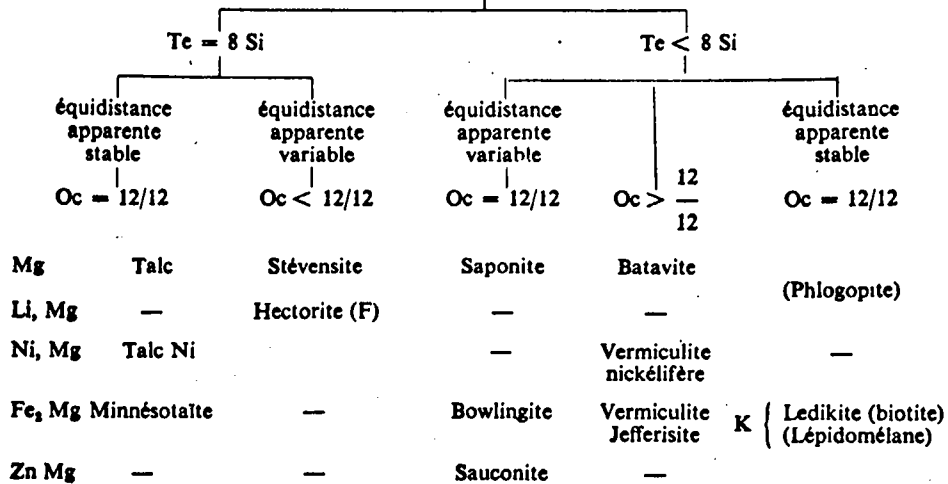 Te = 8 Si Te < 8 Si
équidistance équidistance équidistance équidistance
apparente apparente apparente apparente
stable variable variable stable
Oc = 12/12 Oc < 12/12 Oc = 12/12 Oc > 12/12 Oc = 12/12
Mg Talc Stévensite Saponite Batavite
(Phlogopite)
Li, Mg — Hectorite (F) — —
Ni, Mg Talc Ni — Vermiculite —
nickélifère
Fe₂ Mg Minnésotaïte — Bowlingite Vermiculite K { Ledikite (biotite)
Jefferisite (Lépidomélane)
Zn Mg — — Sauconite —